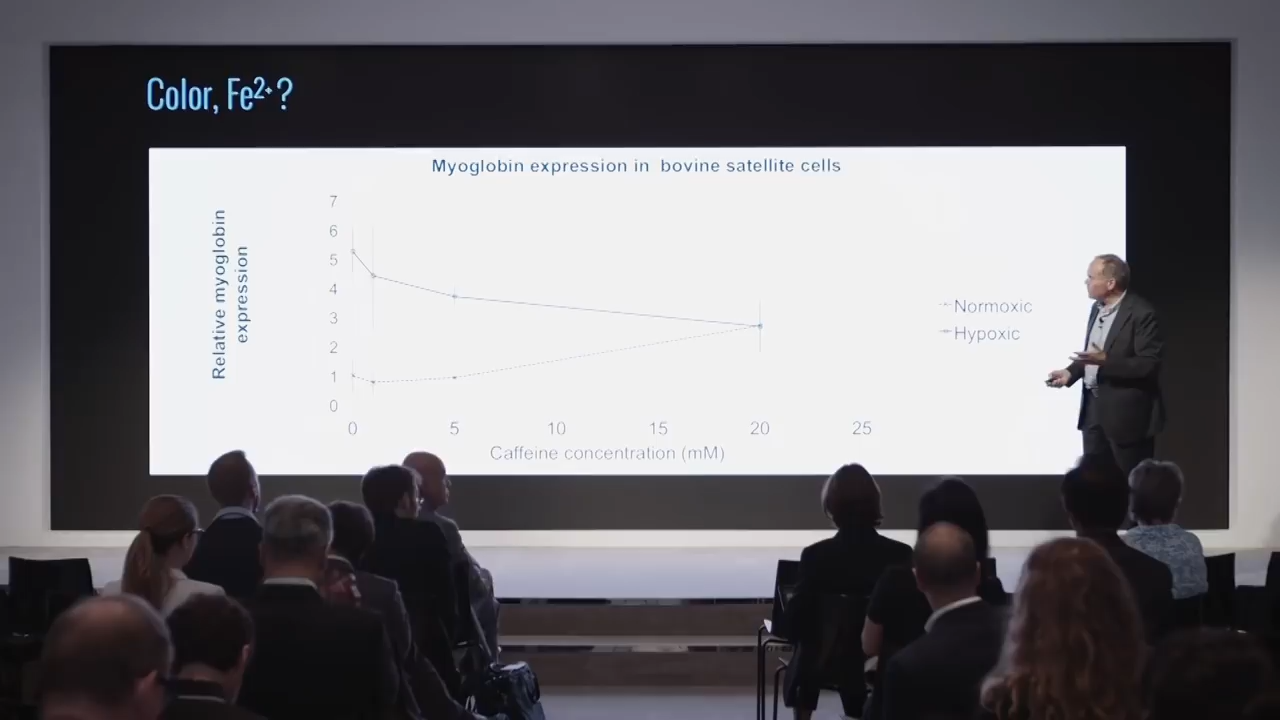 Color, Fe²⁺?
Myoglobin expression in bovine satellite cells
Relative myoglobin
expression
7
6
5
4
3
2
1
0
0 5 10 15 20 25
Caffeine concentration (mM)
Normoxic
Hypoxic